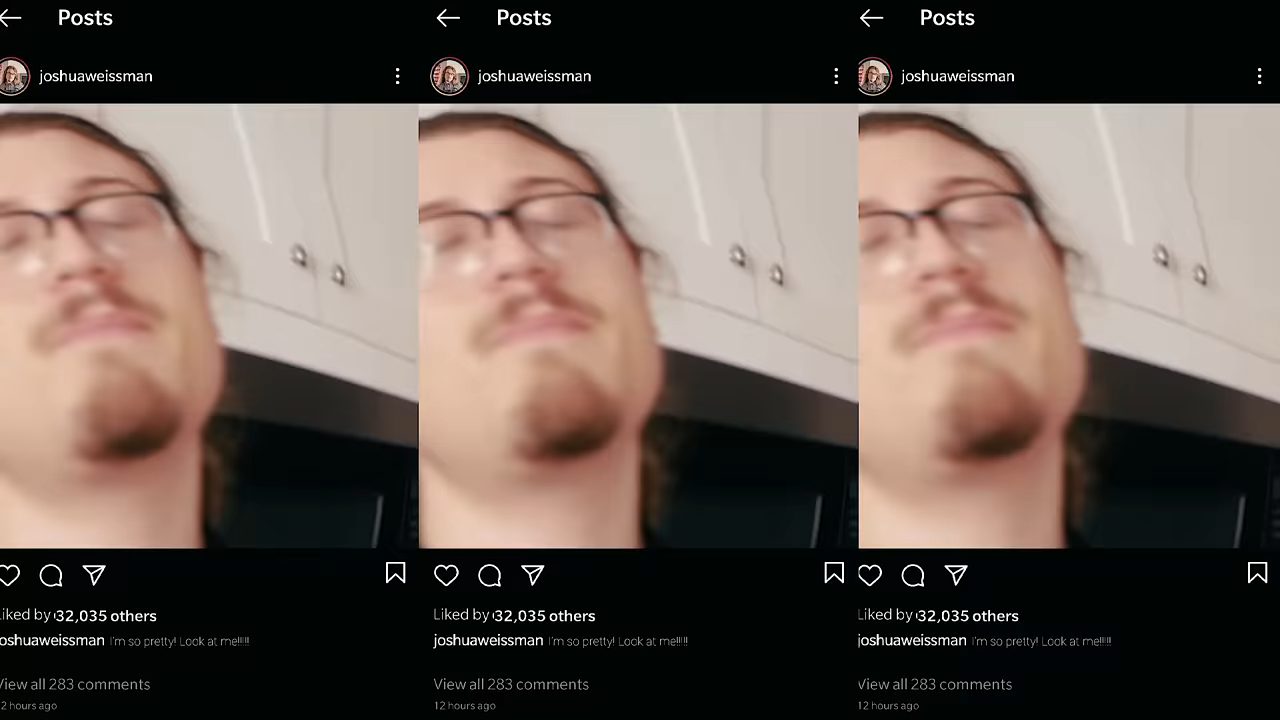 Posts
joshuaweissman
Liked by 32,035 others
oshuaweissman I'm so pretty! Look at me!!!!!
View all 283 comments
2 hours ago
Posts
joshuaweissman
Liked by 32,035 others
joshuaweissman I'm so pretty! Look at me!!!!!
View all 283 comments
12 hours ago
Posts
joshuaweissman
Liked by 32,035 others
joshuaweissman I'm so pretty! Look at me!!!!!
View all 283 comments
12 hours ago